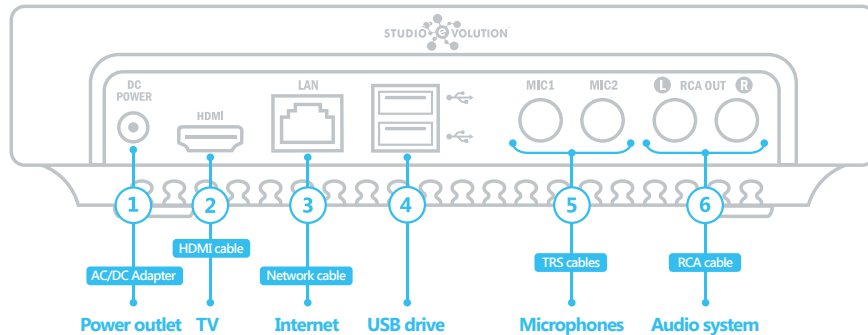 STUDIO eVOLUTION
DC
POWER
HDMI
LAN
MIC1
MIC2
L RCA OUT R
1
2
3
4
5
6
HDMI cable
AC/DC Adapter
Network cable
TRS cables
RCA cable
Power outlet
TV
Internet
USB drive
Microphones
Audio system